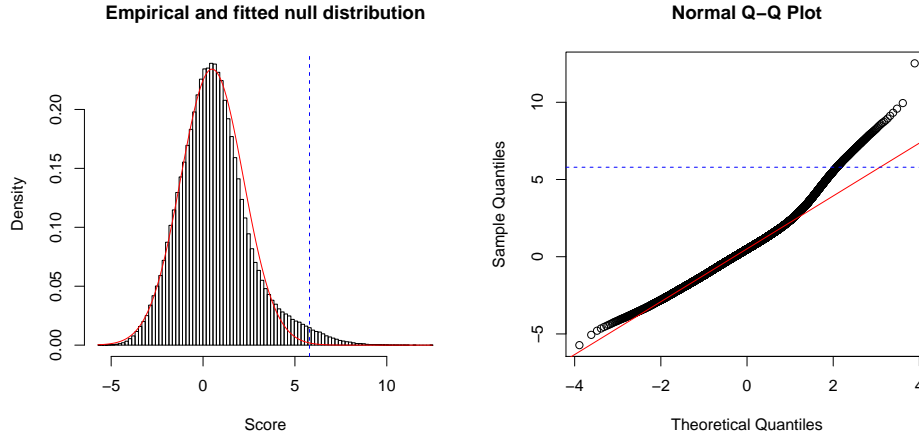 Empirical and fitted null distribution
Density
0.00 0.05 0.10 0.15 0.20
−5 0 5 10
Score
Normal Q−Q Plot
Sample Quantiles
−5 0 5 10
−4 −2 0 2 4
Theoretical Quantiles